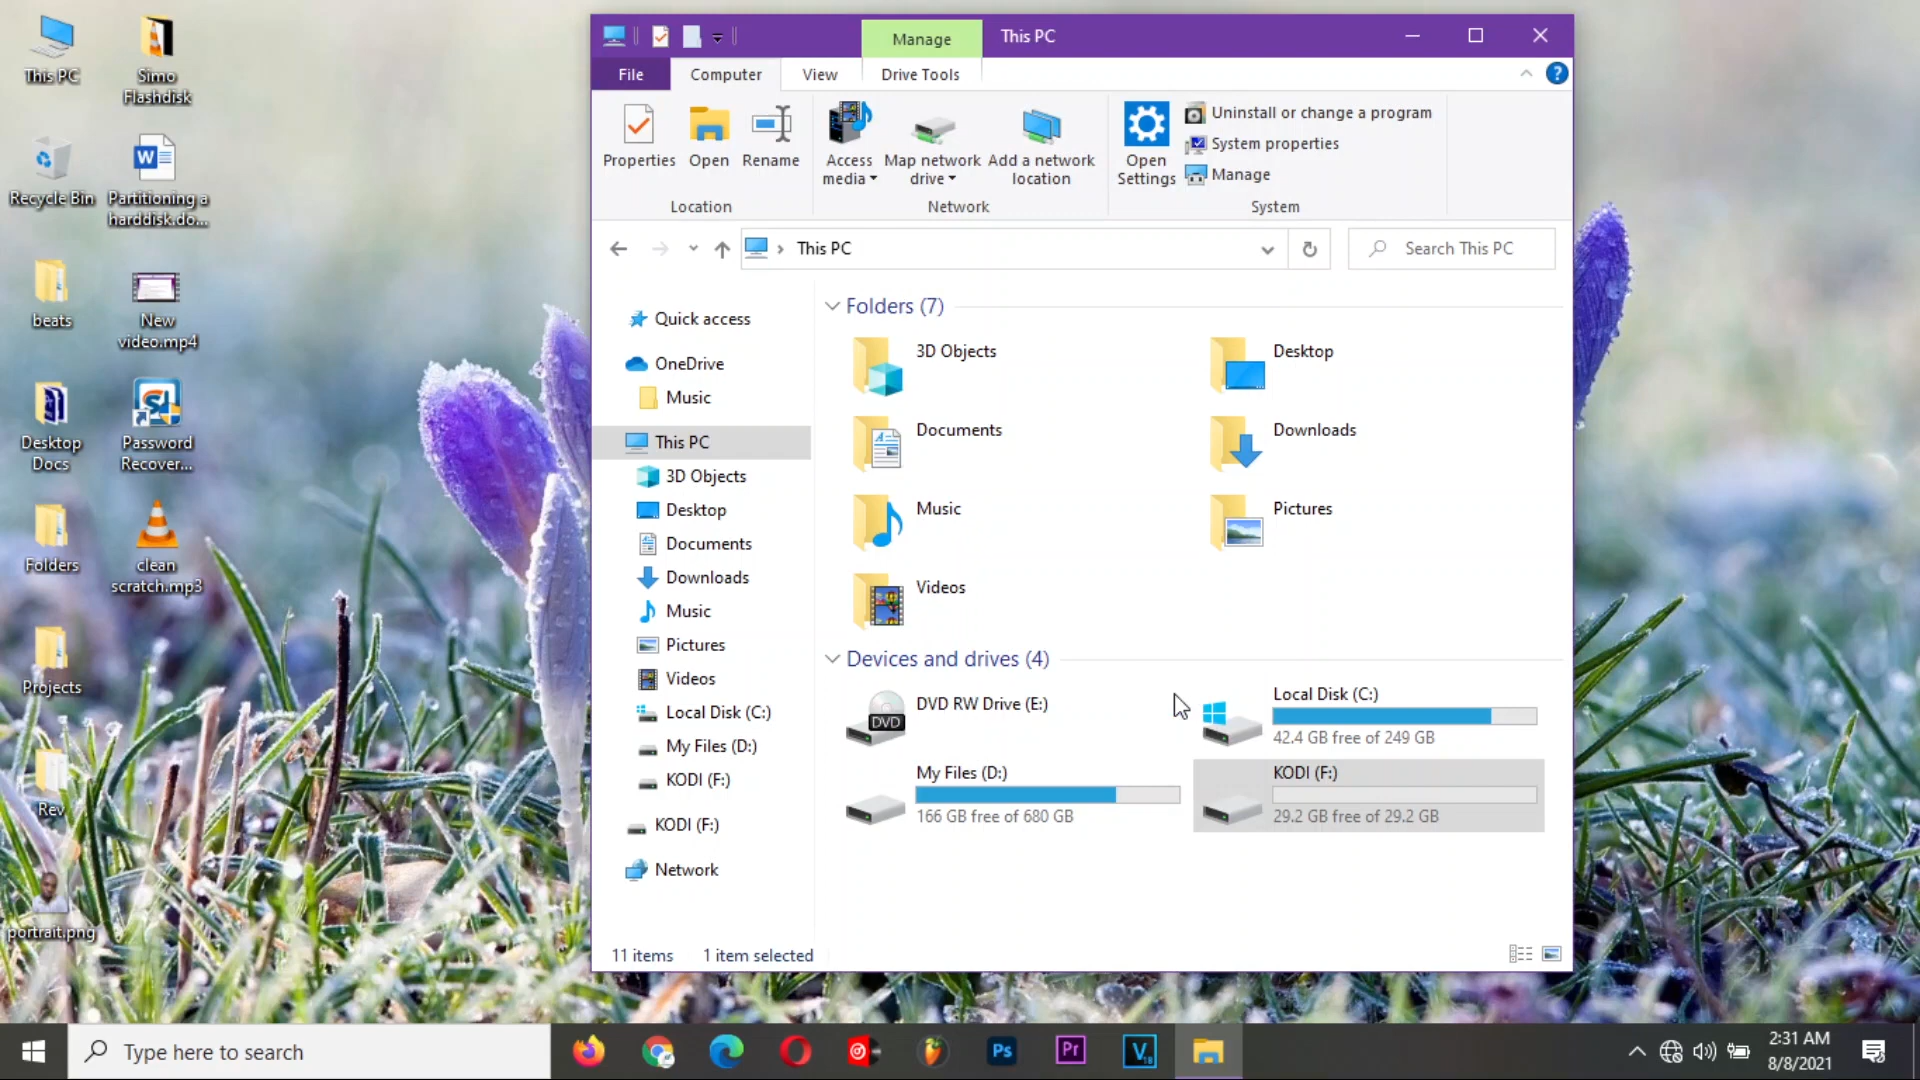 This PC
Simo
Flashdisk
Recycle Bin
Partitioning a
harddisk.do...
beats
New
video.mp4
Desktop
Docs
Password
Recover...
Folders
clean
scratch.mp3
Projects
Rev
portrait.png
Manage
This PC
File
Computer
View
Drive Tools
?
Properties
Open
Rename
Access
media
Map network
drive
Add a network
location
Open
Settings
Uninstall or change a program
System properties
Manage
Location
Network
System
This PC
Search This PC
Quick access
OneDrive
Music
This PC
3D Objects
Desktop
Documents
Downloads
Music
Pictures
Videos
Local Disk (C:)
My Files (D:)
KODI (F:)
KODI (F:)
Network
Folders (7)
3D Objects
Desktop
Documents
Downloads
Music
Pictures
Videos
Devices and drives (4)
DVD
DVD RW Drive (E:)
Local Disk (C:)
42.4 GB free of 249 GB
My Files (D:)
166 GB free of 680 GB
KODI (F:)
29.2 GB free of 29.2 GB
11 items
1 item selected
Type here to search
Ps
Pr
V
2:31 AM
8/8/2021